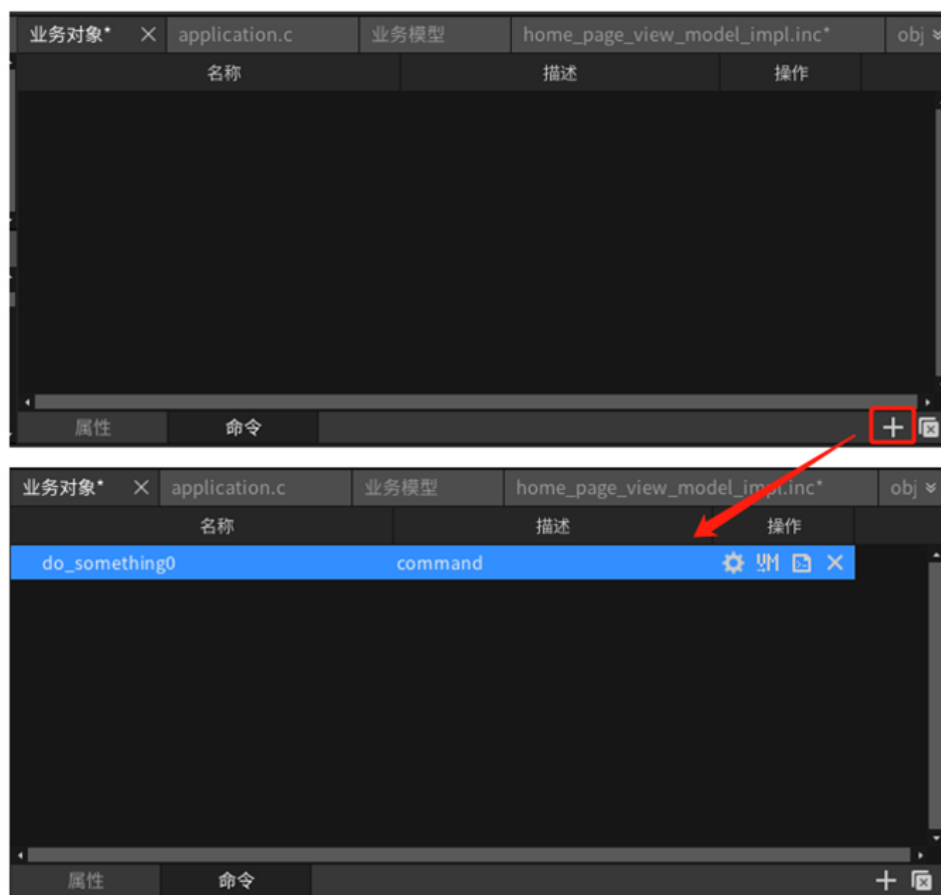 业务对象* application.c 业务模型 home_page_view_model_impl.inc* obj
名称 描述 操作
属性 命令
业务对象* application.c 业务模型 home_page_view_model_impl.inc* obj
名称 描述 操作
do_something0 command VM
属性 命令